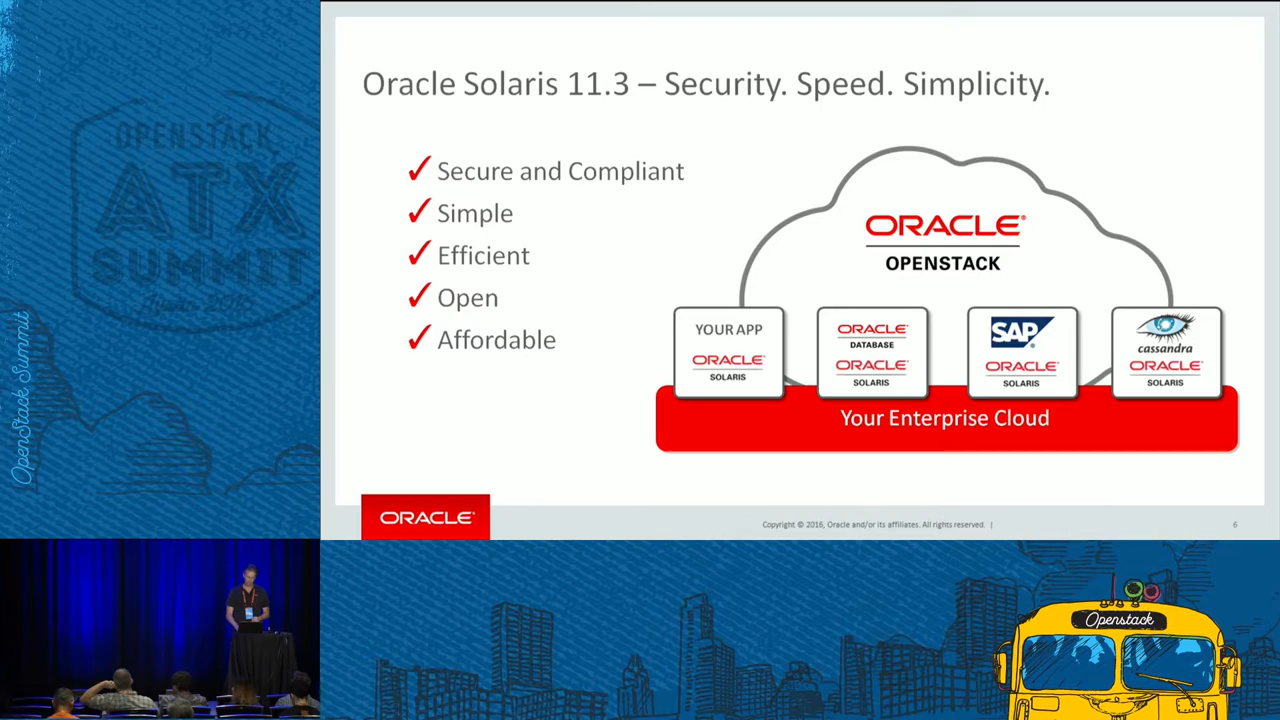 OPENSTACK
ATX
SUMMIT
OpenStack Summit
Oracle Solaris 11.3 – Security. Speed. Simplicity.
✓ Secure and Compliant
✓ Simple
✓ Efficient
✓ Open
✓ Affordable
ORACLE®
OPENSTACK
YOUR APP
ORACLE®
SOLARIS
ORACLE®
DATABASE
ORACLE®
SOLARIS
SAP®
ORACLE®
SOLARIS
cassandra
ORACLE®
SOLARIS
Your Enterprise Cloud
ORACLE®
Copyright © 2016, Oracle and/or its affiliates. All rights reserved. |
6
Openstack